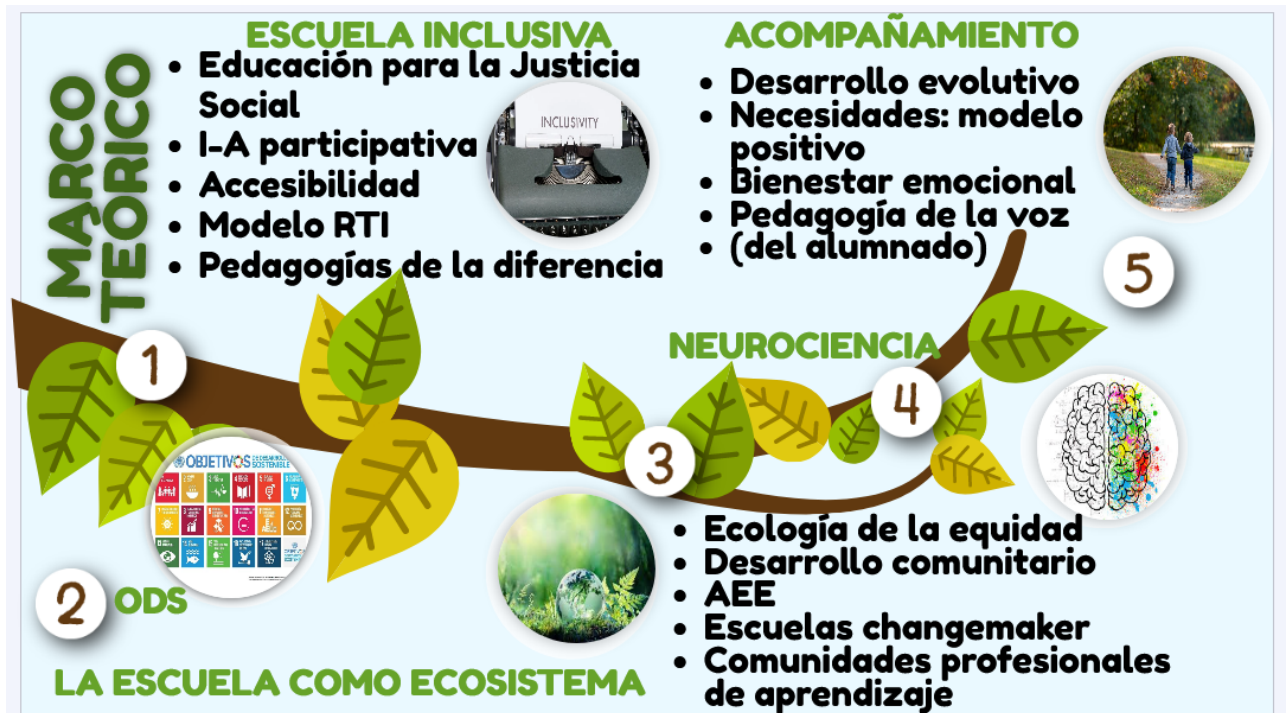 MARCO
TEÓRICO
ESCUELA INCLUSIVA
• Educación para la Justicia
Social
• I-A participativa
• Accesibilidad
• Modelo RTI
• Pedagogías de la diferencia
INCLUSIVITY
ACOMPAÑAMIENTO
• Desarrollo evolutivo
• Necesidades: modelo
positivo
• Bienestar emocional
• Pedagogía de la voz
• (del alumnado)
5
1
NEUROCIENCIA
4
3
OBJETIVOS DE DESARROLLO
SOSTENIBLE
2 ODS
LA ESCUELA COMO ECOSISTEMA
• Ecología de la equidad
• Desarrollo comunitario
• AEE
• Escuelas changemaker
• Comunidades profesionales
de aprendizaje